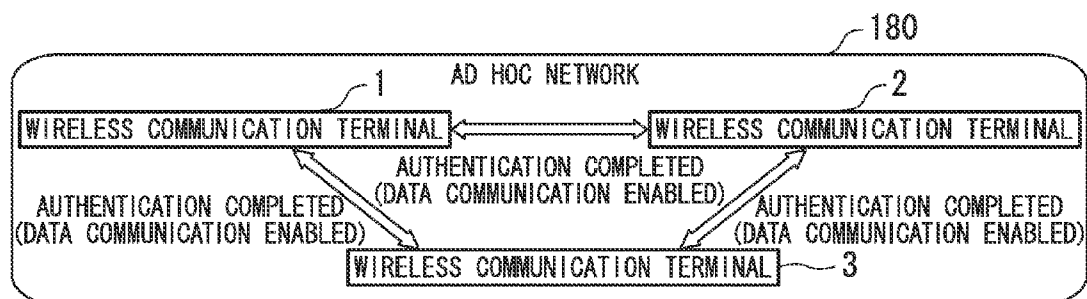 180
AD HOC NETWORK
1
2
WIRELESS COMMUNICATION TERMINAL
WIRELESS COMMUNICATION TERMINAL
AUTHENTICATION COMPLETED
(DATA COMMUNICATION ENABLED)
AUTHENTICATION COMPLETED
(DATA COMMUNICATION ENABLED)
AUTHENTICATION COMPLETED
(DATA COMMUNICATION ENABLED)
WIRELESS COMMUNICATION TERMINAL
3